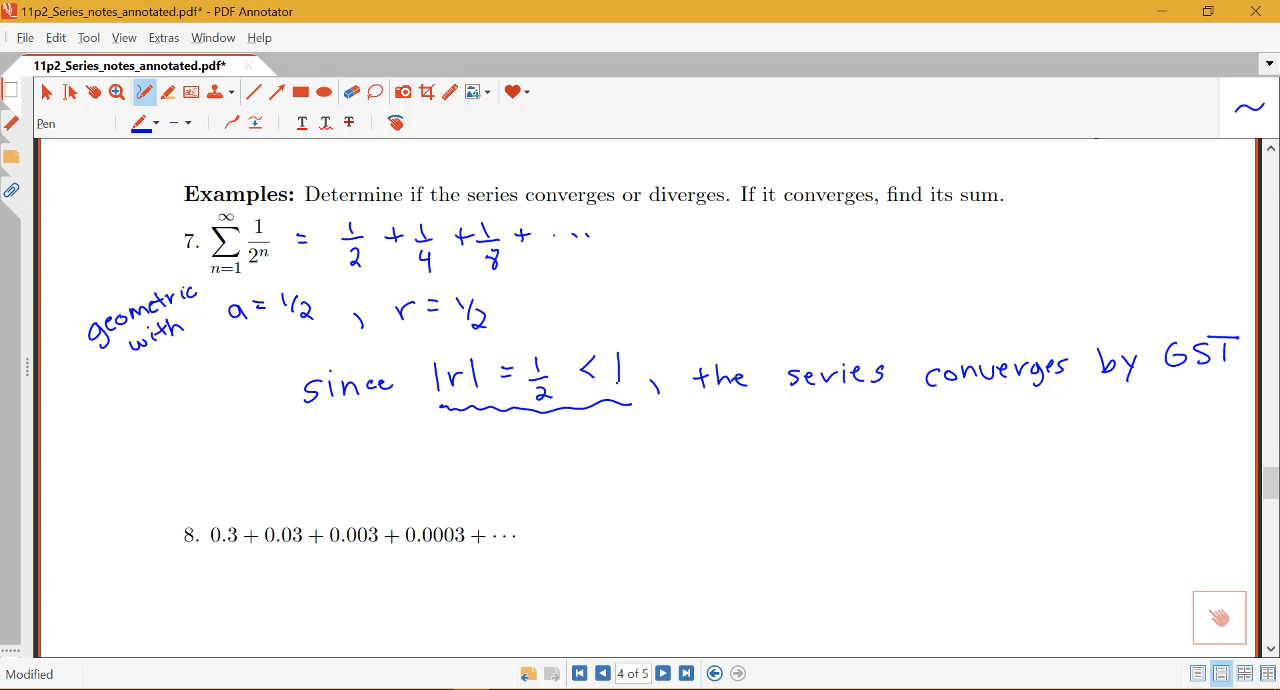 11p2_Series_notes_annotated.pdf* - PDF Annotator
File Edit Tool View Extras Window Help
11p2_Series_notes_annotated.pdf*
Pen
Examples: Determine if the series converges or diverges. If it converges, find its sum.
7. ∑_{n=1}^{∞} 1/2^n = 1/2 + 1/4 + 1/8 + ...
geometric with a = 1/2 , r = 1/2
since |r| = 1/2 < 1, the series converges by GST
8. 0.3 + 0.03 + 0.003 + 0.0003 + ···
Modified
4 of 5